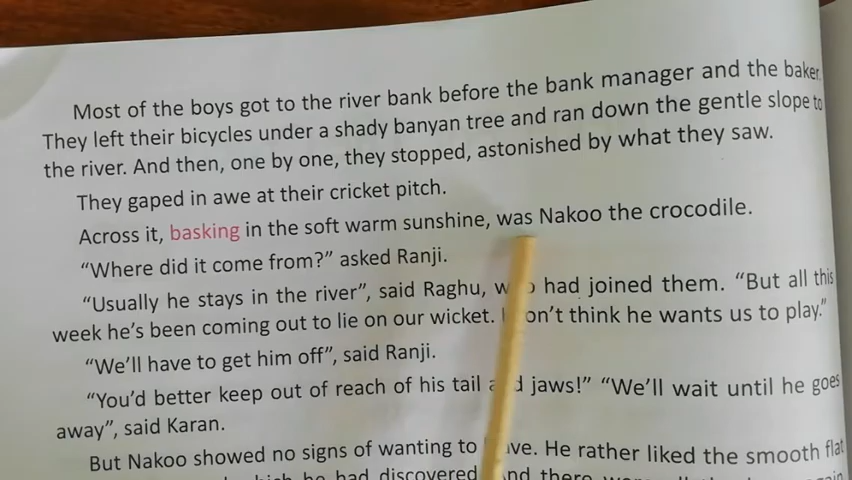 Most of the boys got to the river bank before the bank manager and the baker.
They left their bicycles under a shady banyan tree and ran down the gentle slope to
the river. And then, one by one, they stopped, astonished by what they saw.
They gaped in awe at their cricket pitch.
Across it, basking in the soft warm sunshine, was Nakoo the crocodile.
“Where did it come from?” asked Ranji.
“Usually he stays in the river”, said Raghu, had joined them. “But all this
week he’s been coming out to lie on our wicket. think he wants us to play.”
“We’ll have to get him off”, said Ranji.
“You’d better keep out of reach of his tail jaws!” “We’ll wait until he goes
away”, said Karan.
But Nakoo showed no signs of wanting to He rather liked the smooth flat
he had discovered